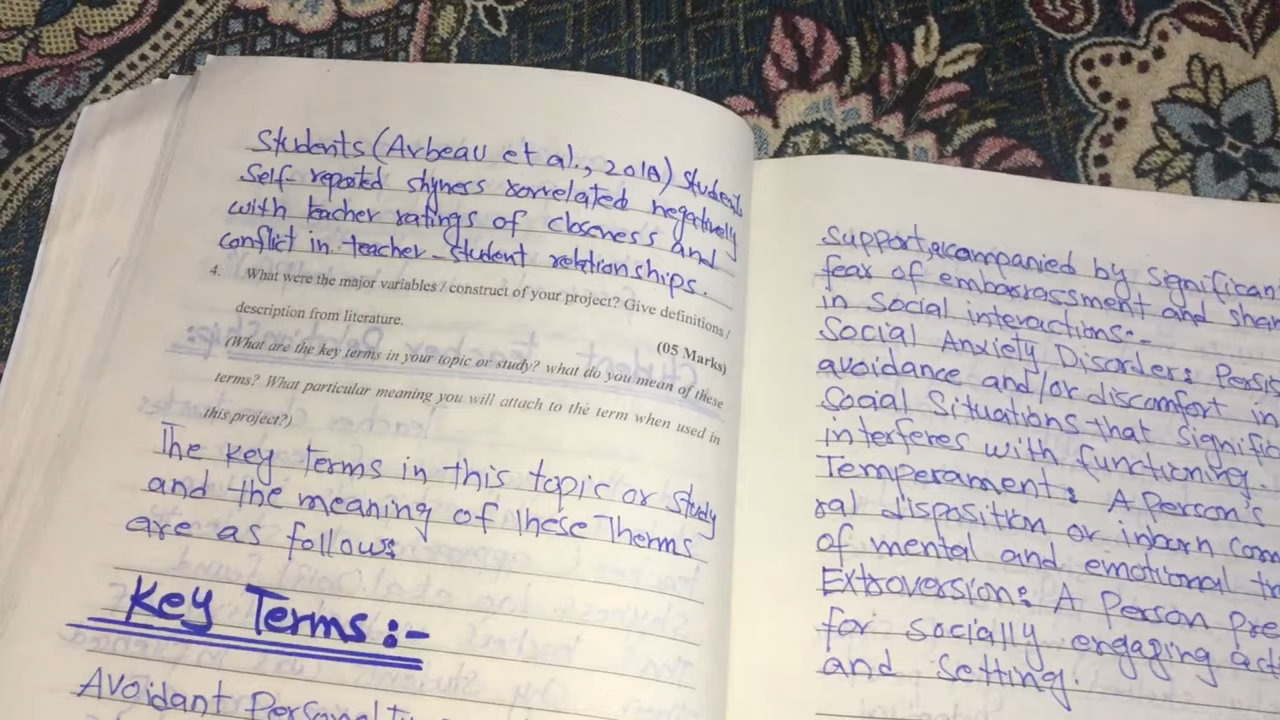 Students (Arbeau et al., 2010) Students
Self-reported shyness correlated negatively
with teacher ratings of closeness and
conflict in teacher-student relationships.
4. What were the major variables / construct of your project? Give definitions /
description from literature.
(05 Marks)
(What are the key terms in your topic or study? what do you mean of these
terms? What particular meaning you will attach to the term when used in
this project?)
The key terms in this topic or study
and the meaning of these Therms
are as follows
Key Terms:-
Avoidant
support, accompanied by significan
fear of embarrassment and sha
in social interactions:-
Social Anxiety Disorder: Persis
avoidance and/or discomfort in
Social Situations that signific
interferes with functioning.
Temperament: A Person's
ral disposition or inborn com
of mental and emotional tr
Extroversion: A Person pre
for socially engaging act
and setting.